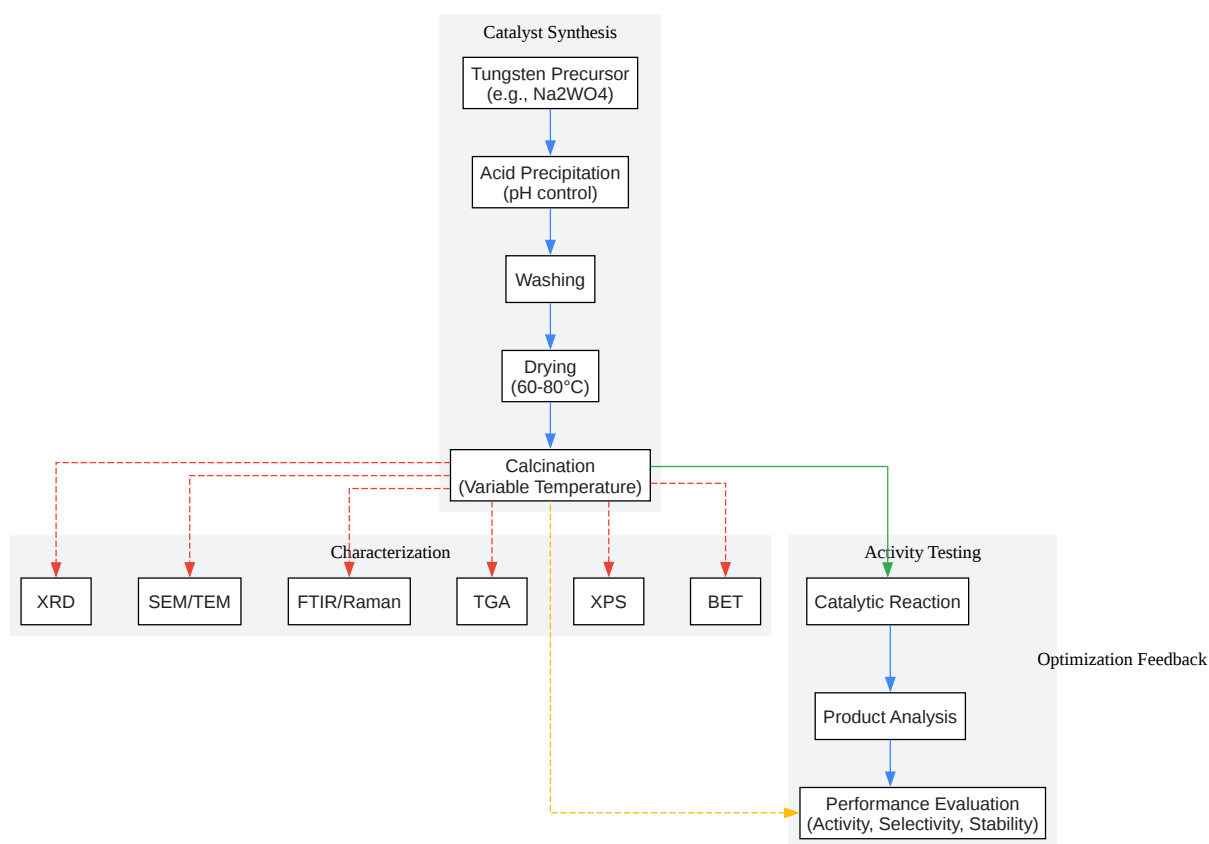 Catalyst Synthesis
Tungsten Precursor
(e.g., Na2WO4)
Acid Precipitation
(pH control)
Washing
Drying
(60-80°C)
Calcination
(Variable Temperature)
Characterization
XRD
SEM/TEM
FTIR/Raman
TGA
XPS
BET
Activity Testing
Catalytic Reaction
Optimization Feedback
Product Analysis
Performance Evaluation
(Activity, Selectivity, Stability)